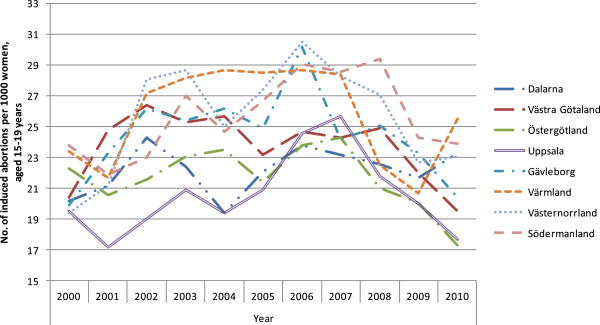 No. of induced abortions per 1000 women,
aged 15-19 years
33
31
29
27
25
23
21
19
17
15
2000 2001 2002 2003 2004 2005 2006 2007 2008 2009 2010
Year
Dalarna
Västra Götaland
Östergötland
Uppsala
Gävleborg
Värmland
Västernorrland
Södermanland